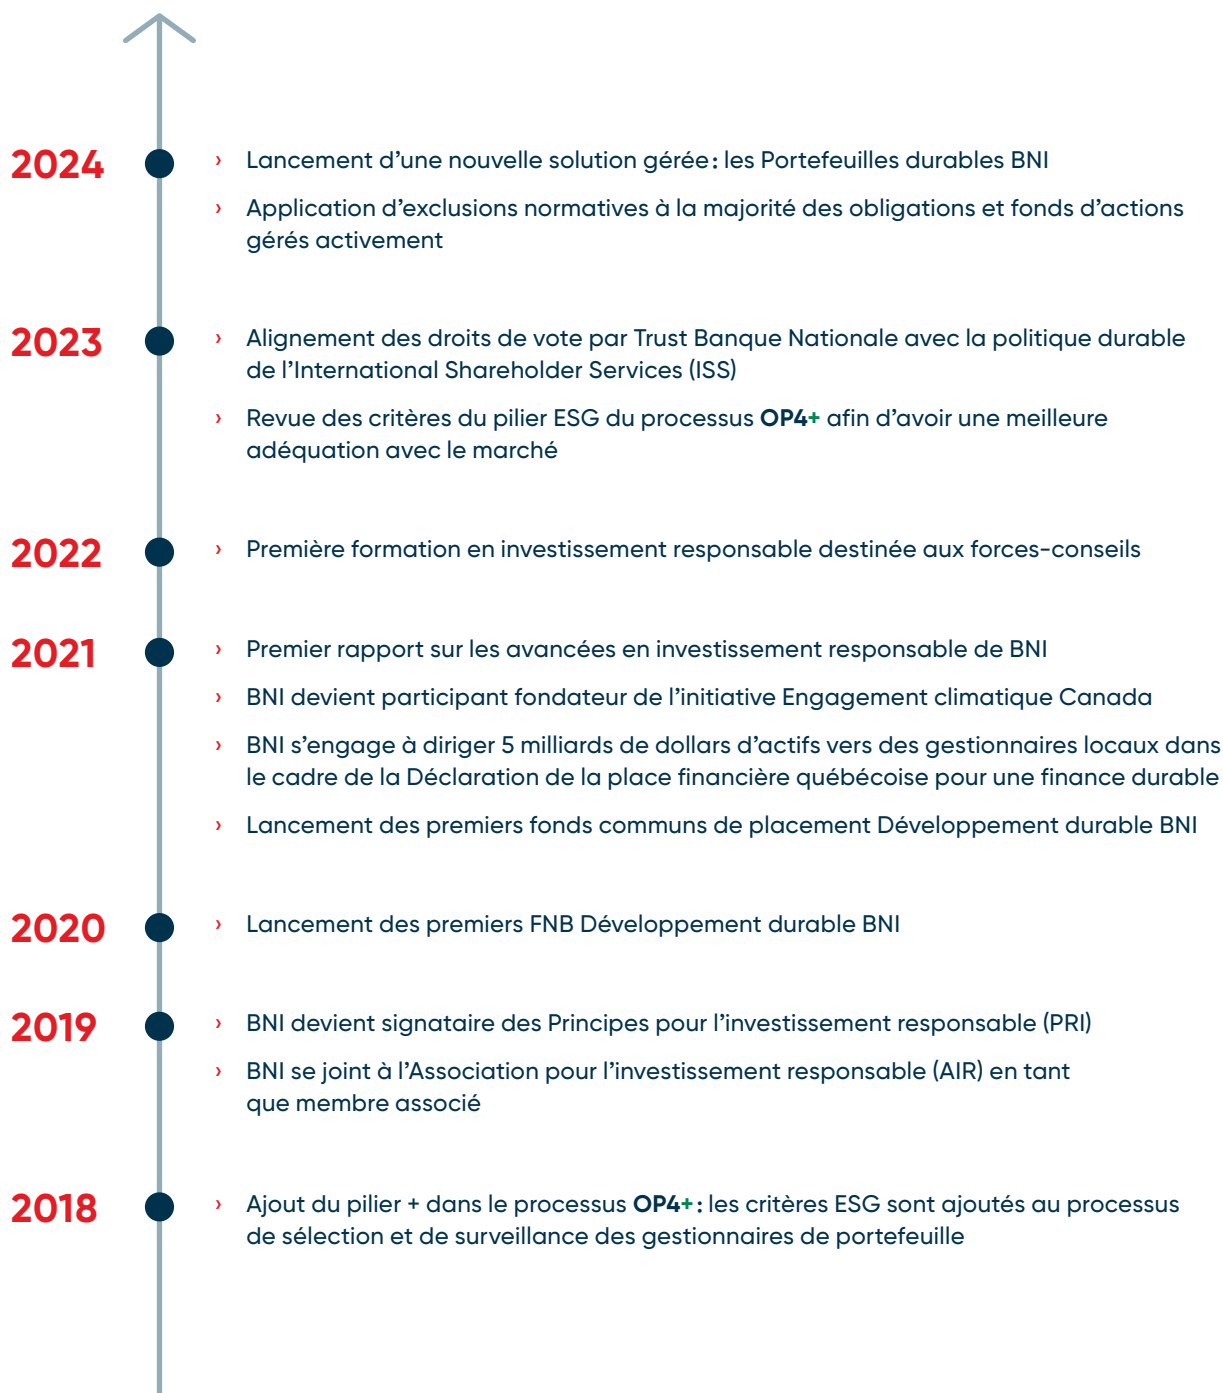 2024
› Lancement d’une nouvelle solution gérée : les Portefeuilles durables BNI
› Application d’exclusions normatives à la majorité des obligations et fonds d’actions
gérés activement
2023
› Alignement des droits de vote par Trust Banque Nationale avec la politique durable
de l’International Shareholder Services (ISS)
› Revue des critères du pilier ESG du processus OP4+ afin d’avoir une meilleure
adéquation avec le marché
2022
› Première formation en investissement responsable destinée aux forces-conseils
2021
› Premier rapport sur les avancées en investissement responsable de BNI
› BNI devient participant fondateur de l’initiative Engagement climatique Canada
› BNI s’engage à diriger 5 milliards de dollars d’actifs vers des gestionnaires locaux dans
le cadre de la Déclaration de la place financière québécoise pour une finance durable
› Lancement des premiers fonds communs de placement Développement durable BNI
2020
› Lancement des premiers FNB Développement durable BNI
2019
› BNI devient signataire des Principes pour l’investissement responsable (PRI)
› BNI se joint à l’Association pour l’investissement responsable (AIR) en tant
que membre associé
2018
› Ajout du pilier + dans le processus OP4+ : les critères ESG sont ajoutés au processus
de sélection et de surveillance des gestionnaires de portefeuille